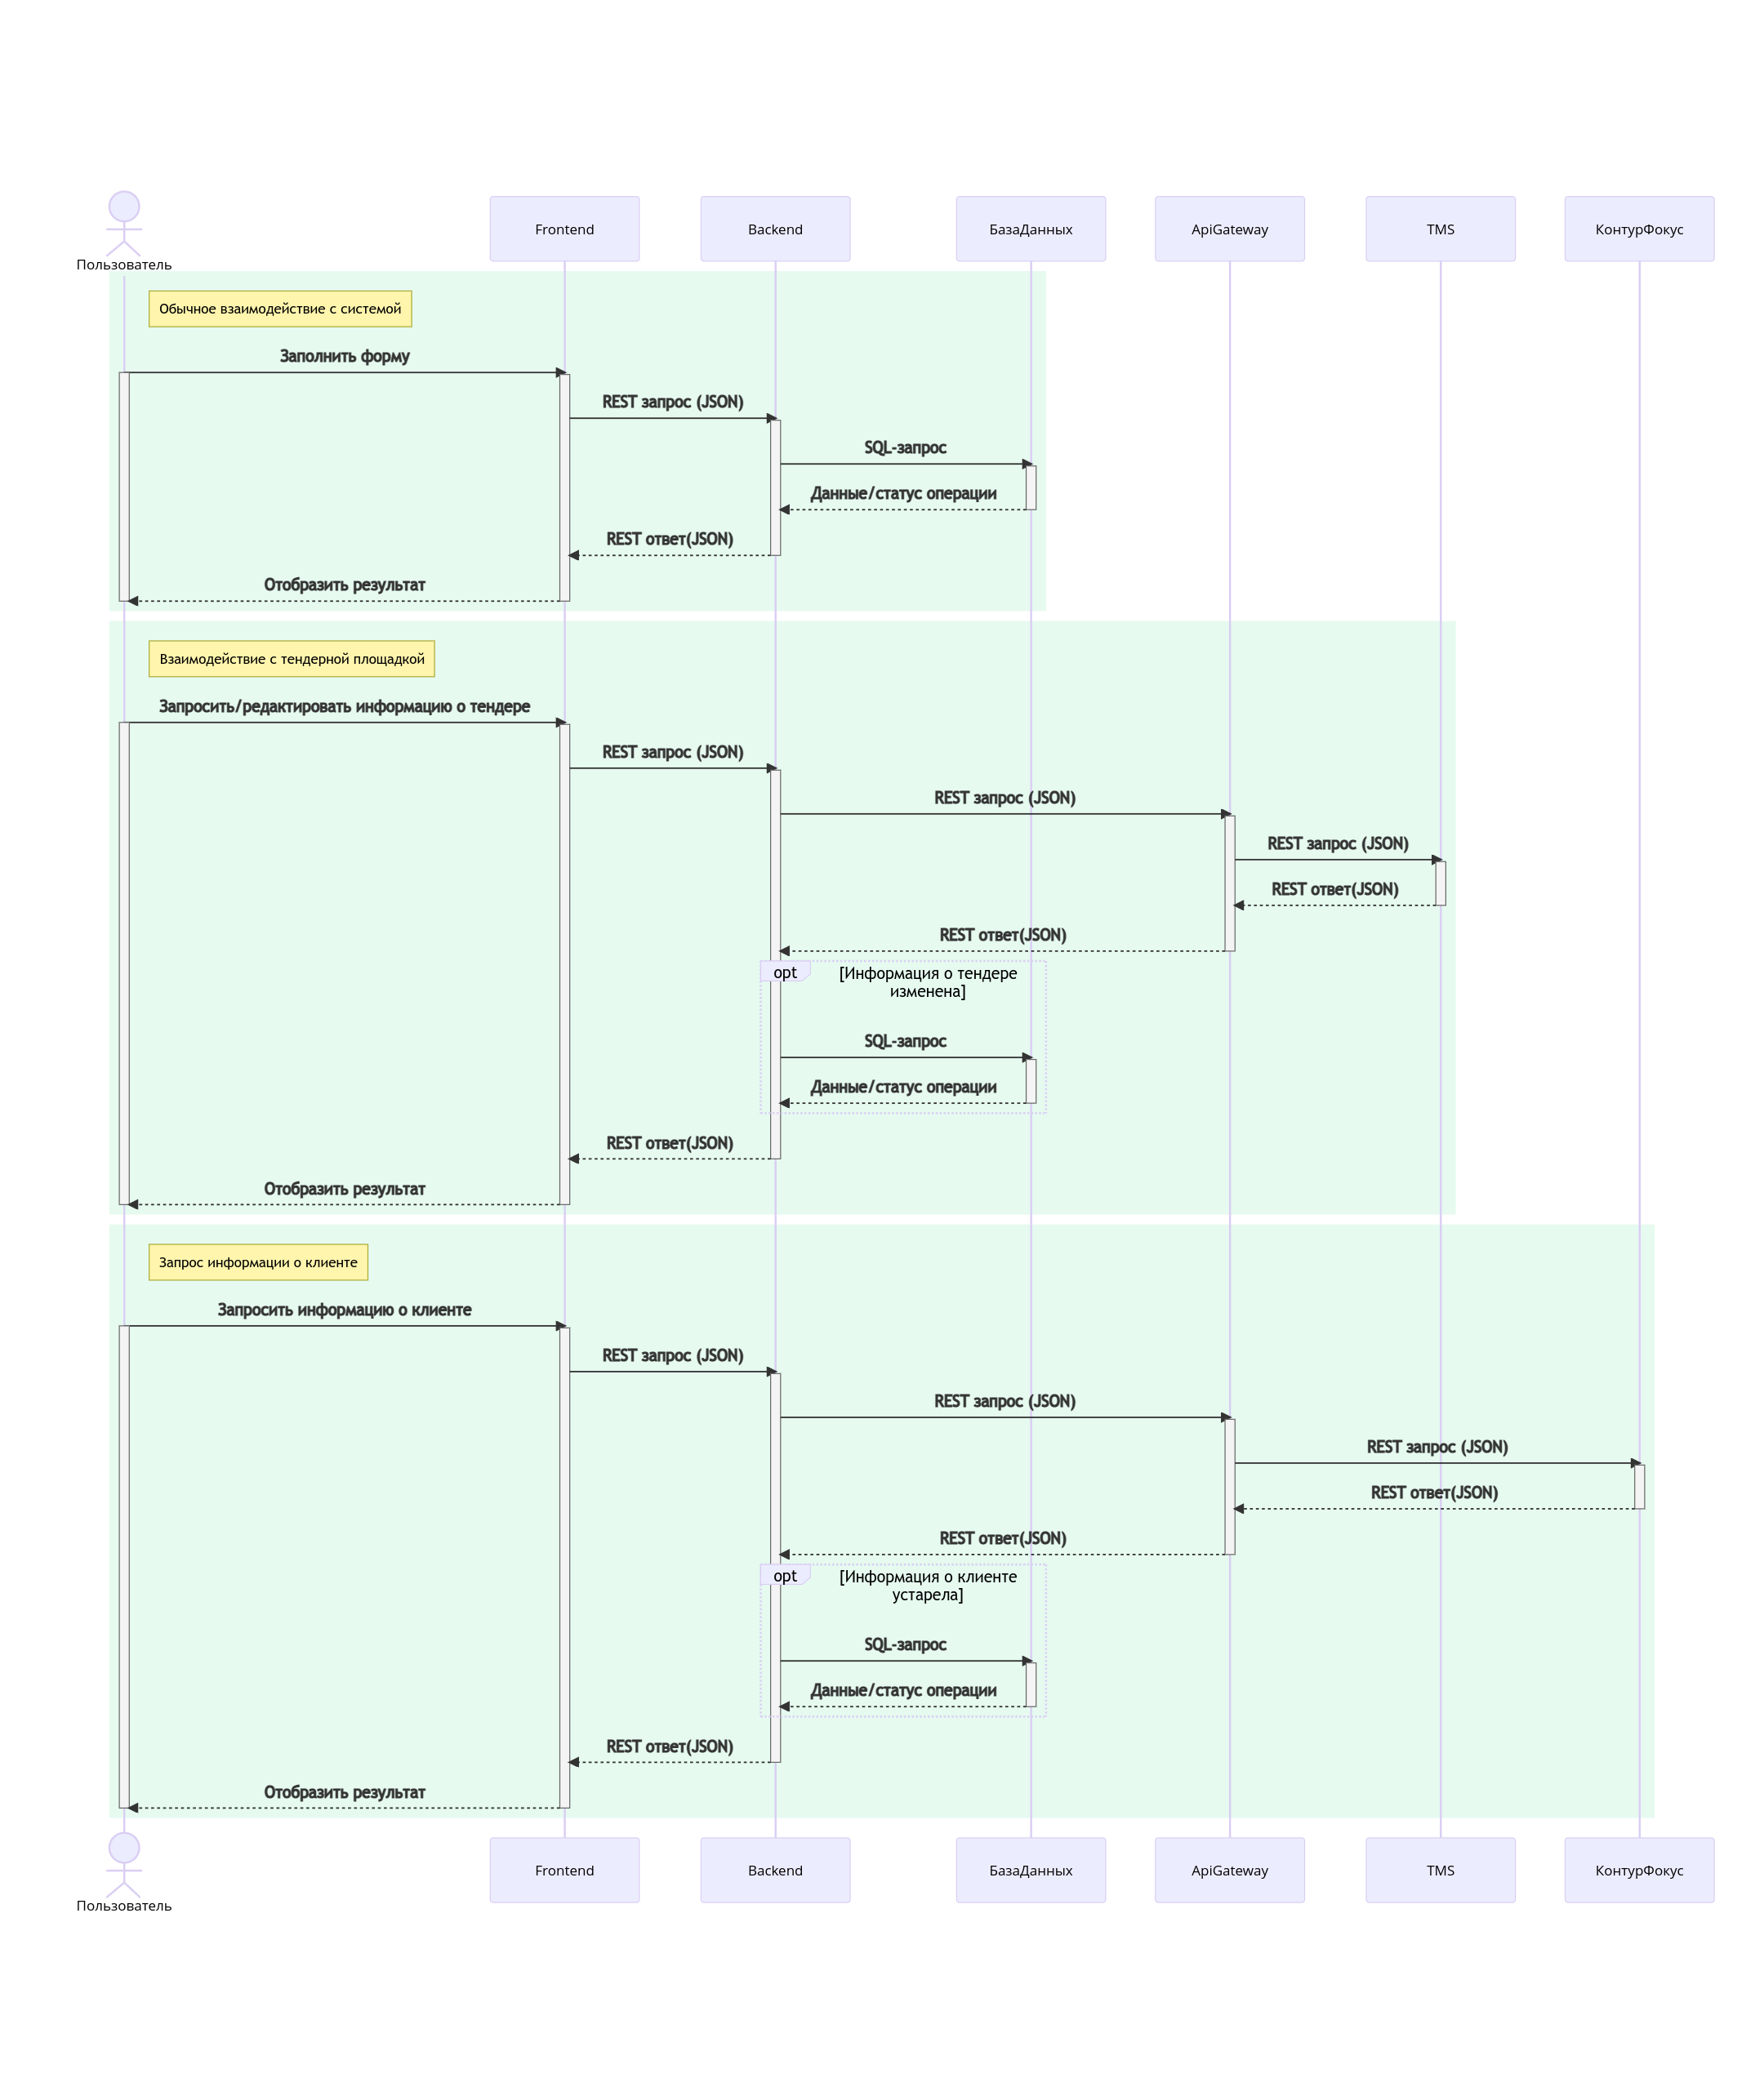 Пользователь
Frontend
Backend
БазаДанных
ApiGateway
TMS
КонтурФокус
Обычное взаимодействие с системой
Заполнить форму
REST запрос (JSON)
SQL-запрос
Данные/статус операции
REST ответ(JSON)
Отобразить результат
Взаимодействие с тендерной площадкой
Запросить/редактировать информацию о тендере
REST запрос (JSON)
REST запрос (JSON)
REST запрос (JSON)
REST ответ(JSON)
REST ответ(JSON)
opt
[Информация о тендере
изменена]
SQL-запрос
Данные/статус операции
REST ответ(JSON)
Отобразить результат
Запрос информации о клиенте
Запросить информацию о клиенте
REST запрос (JSON)
REST запрос (JSON)
REST запрос (JSON)
REST ответ(JSON)
REST ответ(JSON)
opt
[Информация о клиенте
устарела]
SQL-запрос
Данные/статус операции
REST ответ(JSON)
Отобразить результат
Пользователь
Frontend
Backend
БазаДанных
ApiGateway
TMS
КонтурФокус